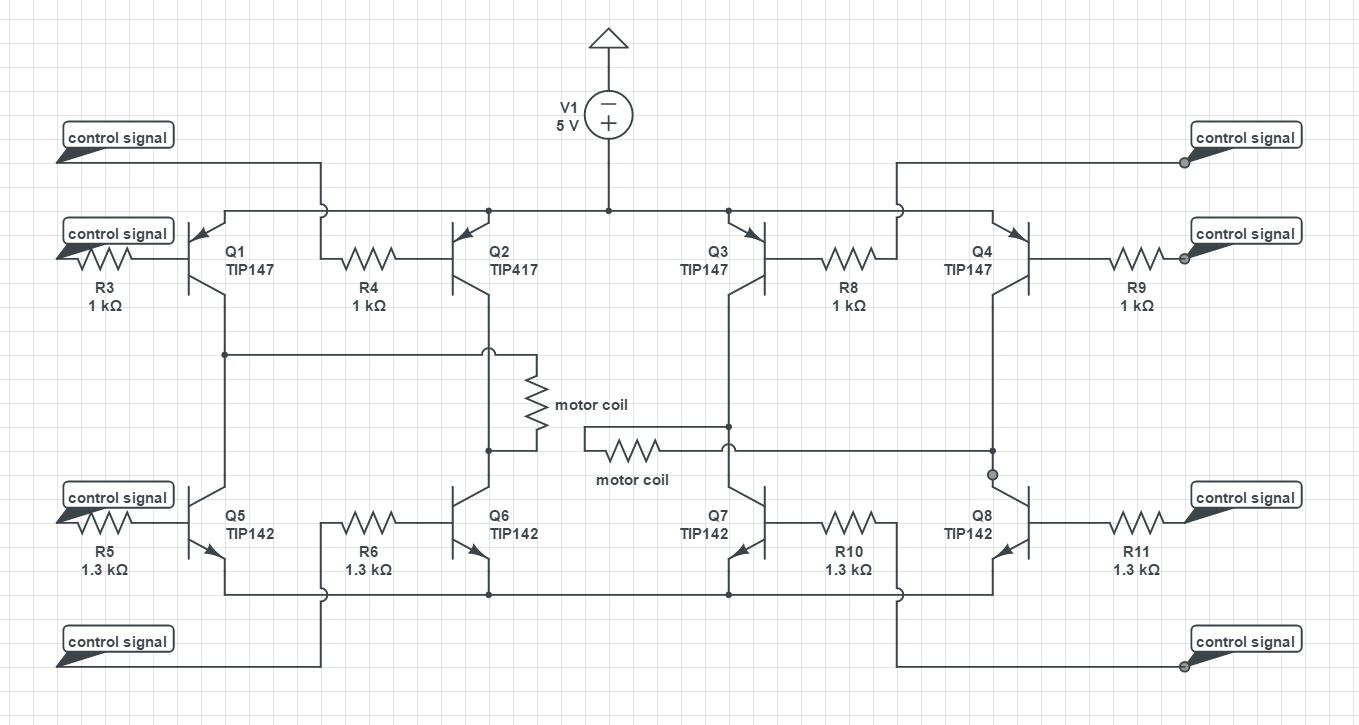 V1
5 V
−
+
control signal
control signal
control signal
control signal
Q1
TIP147
Q2
TIP417
Q3
TIP147
Q4
TIP147
R3
1 kΩ
R4
1 kΩ
R8
1 kΩ
R9
1 kΩ
motor coil
motor coil
control signal
control signal
Q5
TIP142
Q6
TIP142
Q7
TIP142
Q8
TIP142
R5
1.3 kΩ
R6
1.3 kΩ
R10
1.3 kΩ
R11
1.3 kΩ
control signal
control signal